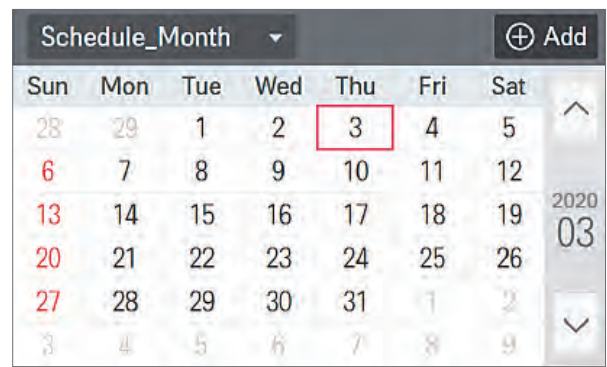 Schedule_Month Add
Sun Mon Tue Wed Thu Fri Sat
28 29 1 2 3 4 5
6 7 8 9 10 11 12
13 14 15 16 17 18 19
2020
03
20 21 22 23 24 25 26
27 28 29 30 31 1 2
3 4 5 6 7 8 9